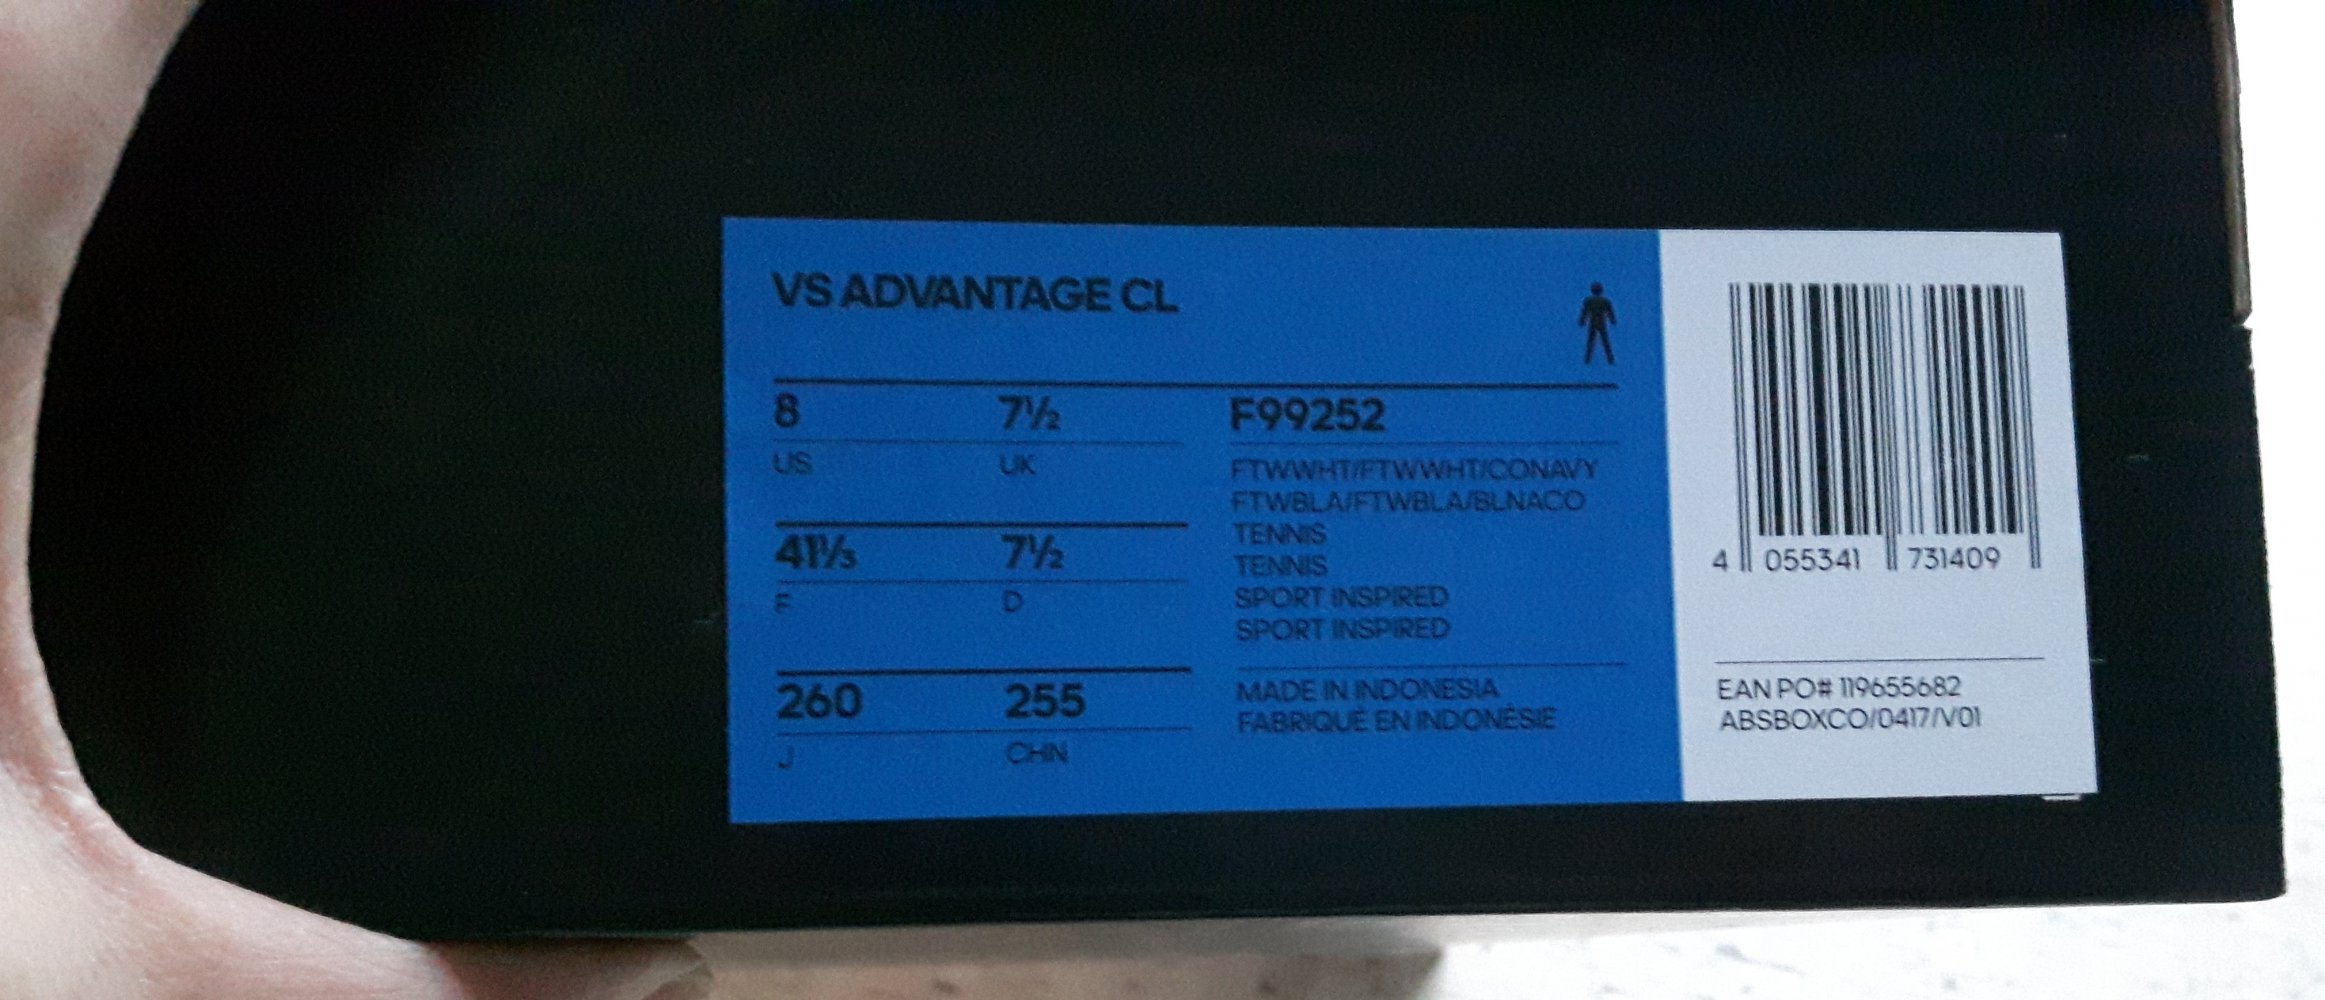 VS ADVANTAGE CL
8 7½ F99252
US UK
FTWWHT/FTWWHT/CONAVY
FTWBLA/FTWBLA/BLNACO
TENNIS
TENNIS
SPORT INSPIRED
SPORT INSPIRED
41⅓ 7½
F D
260 255
J CHN
MADE IN INDONESIA
FABRIQUÉ EN INDONÉSIE
4 055341 731409
EAN PO# 119655682
ABSBOXCO/0417/V01